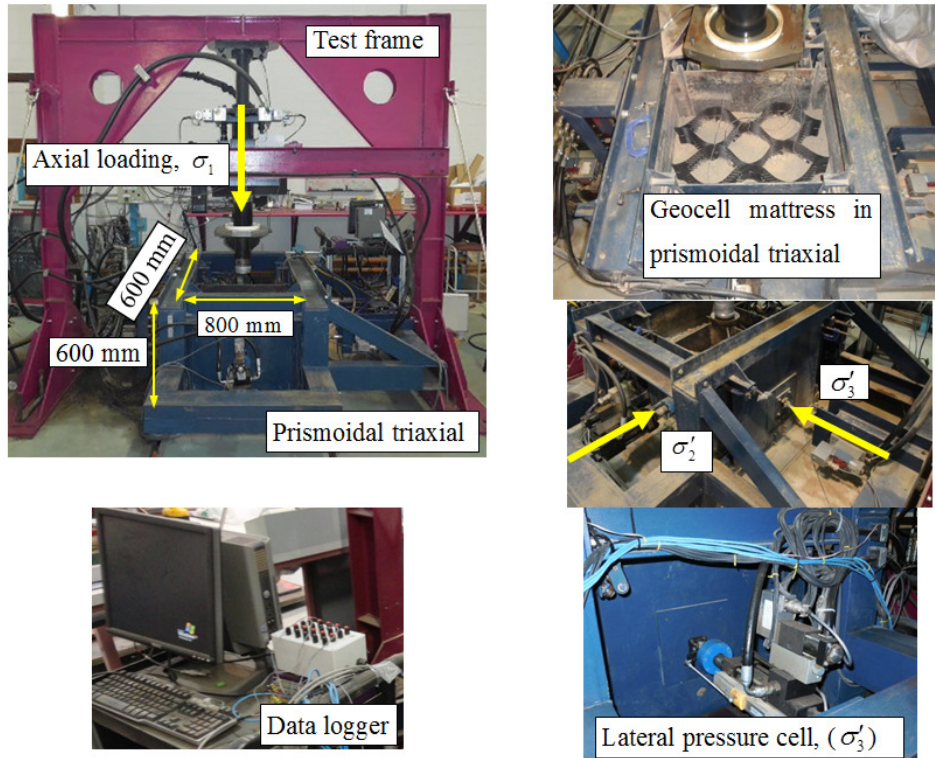 Test frame
Axial loading, σ₁
600 mm
800 mm
600 mm
Prismoidal triaxial
Geocell mattress in
prismoidal triaxial
σ′₃
σ′₂
Data logger
Lateral pressure cell, (σ′₃)